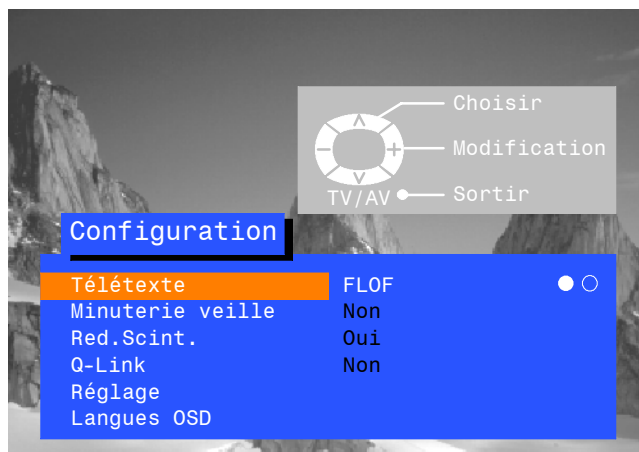 Choisir
Modification
TV/AV Sortir
Configuration
Télétexte FLOF
Minuterie veille Non
Red.Scint. Oui
Q-Link Non
Réglage
Langues OSD